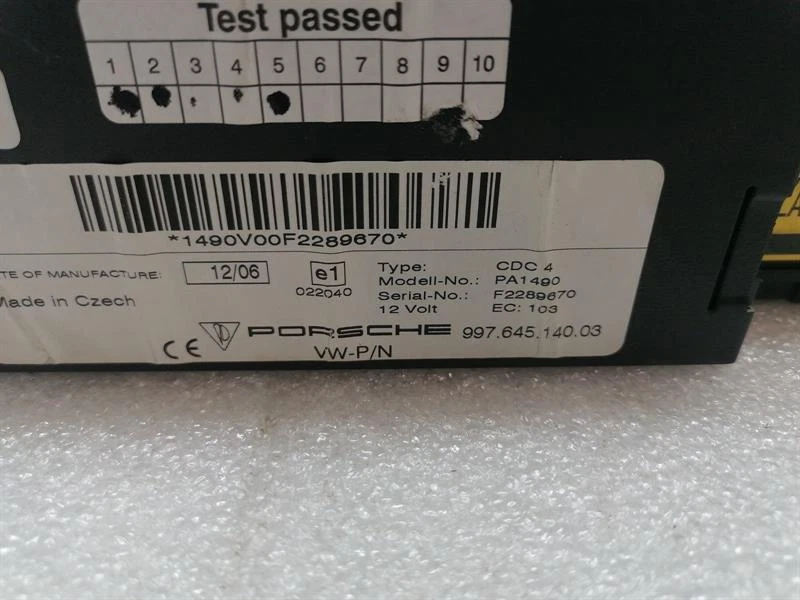 Test passed
1 2 3 4 5 6 7 8 9 10
*1490V00F2289670*
TE OF MANUFACTURE: 12/06 e1 022040
Made in Czech
Type: CDC 4
Modell-No.: PA1490
Serial-No.: F2289670
12 Volt EC: 103
CE PORSCHE 997.645.140.03
VW-P/N